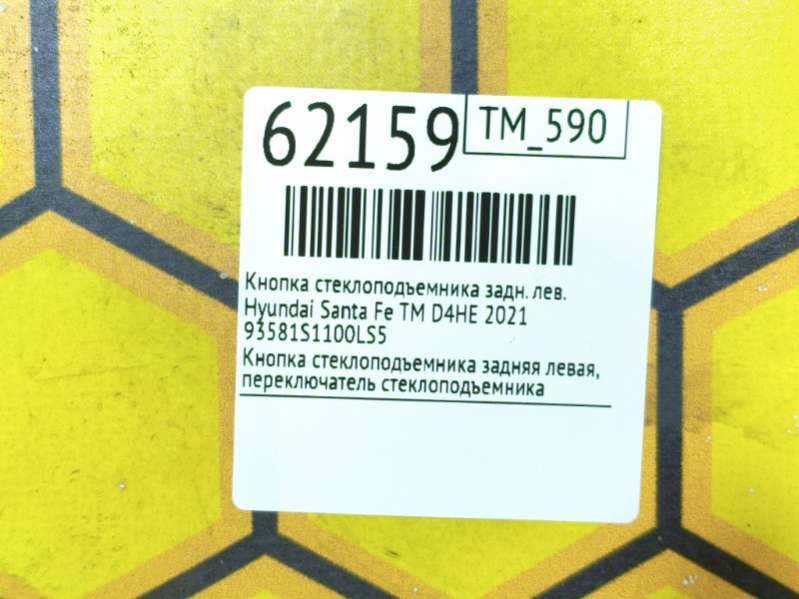 62159 TM_590
Кнопка стеклоподъемника задн. лев.
Hyundai Santa Fe TM D4HE 2021
93581S1100LS5
Кнопка стеклоподъемника задняя левая,
переключатель стеклоподъемника